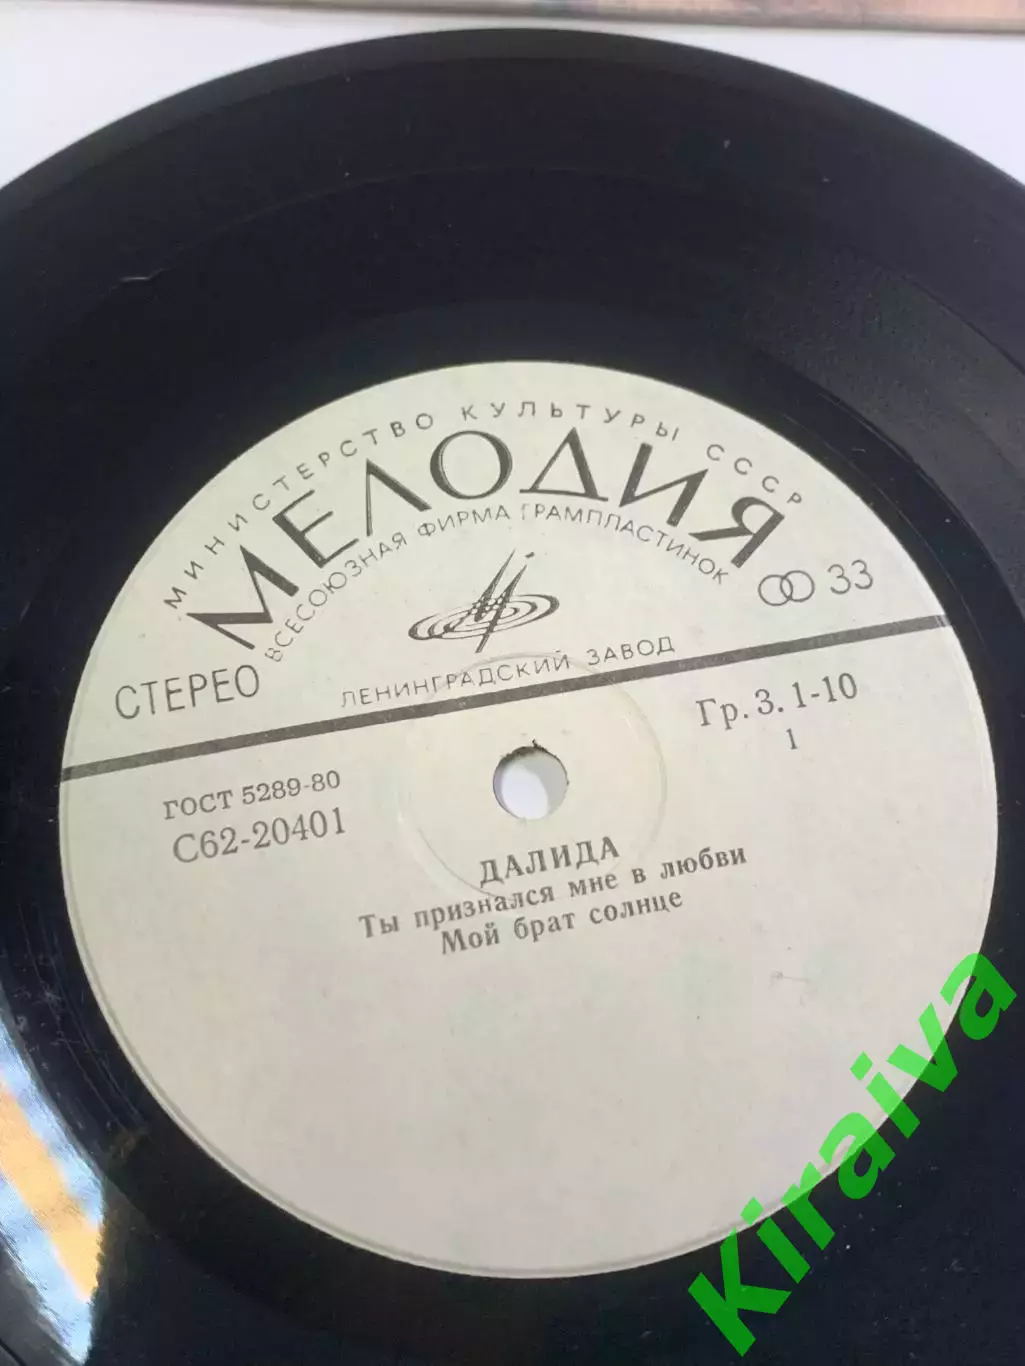 МИНИСТЕРСТВО КУЛЬТУРЫ СССР
МЕЛОДИЯ
ВСЕСОЮЗНАЯ ФИРМА ГРАМПЛАСТИНОК
33
СТЕРЕО
ЛЕНИНГРАДСКИЙ ЗАВОД
Гр. 3. 1-10
1
ГОСТ 5289-80
С62-20401
ДАЛИДА
Ты признался мне в любви
Мой брат солнце
Kiraiva